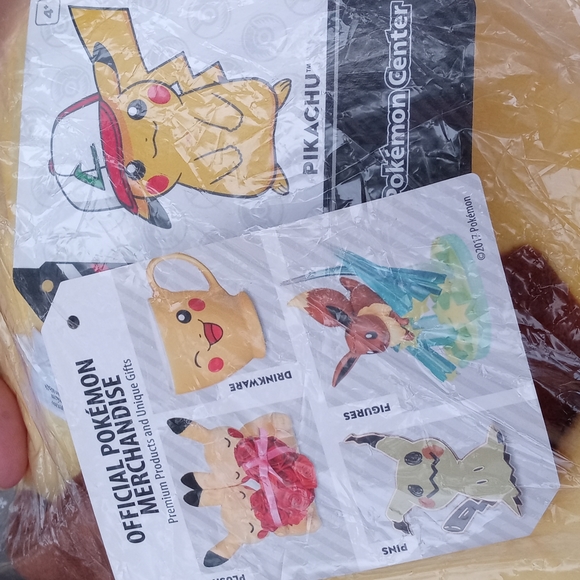 4+
PIKACHU™
Pokémon Center
OFFICIAL POKÉMON
MERCHANDISE
Premium Products and Unique Gifts
DRINKWARE
FIGURES
PINS
©2017 Pokémon